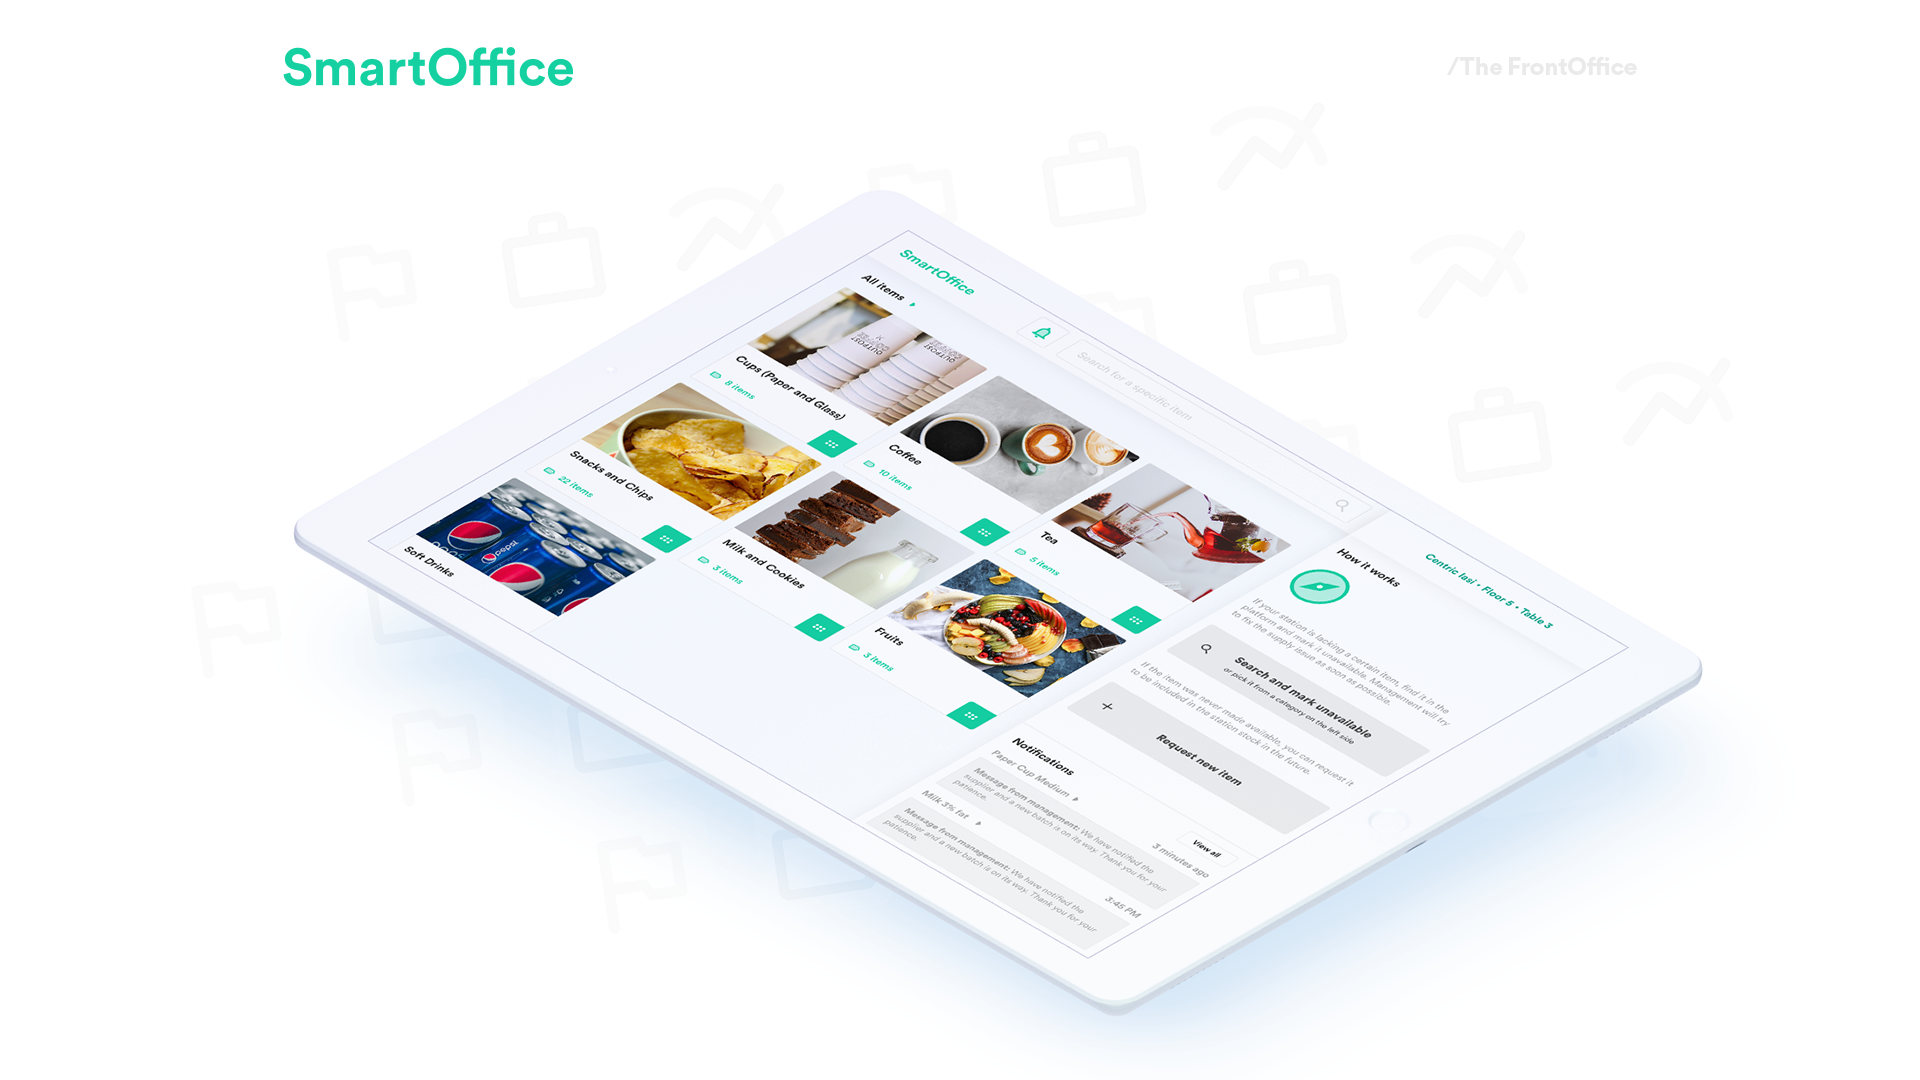 SmartOffice
/The FrontOffice
SmartOffice
All items
Search for a specific item
Cups (Paper and Glass)
8 items
Coffee
10 items
Tea
5 items
Snacks and Chips
22 items
Milk and Cookies
3 items
Fruits
3 items
Soft Drinks
pepsi
COFFEE
OUTPOST
COFFEE
OUTPOST
Centric Iasi • Floor 5 • Table 3
How it works
If your station is lacking a certain item, find it in the
platform and mark it unavailable. Management will try
to fix the supply issue as soon as possible.
Search and mark unavailable
or pick it from a category on the left side
If the item was never made available, you can request it
to be included in the station stock in the future.
Request new item
Notifications
View all
Paper Cup Medium
3 minutes ago
Message from management: We have notified the
supplier and a new batch is on its way. Thank you for your
patience.
Milk 3% fat
3:45 PM
Message from management: We have notified the
supplier and a new batch is on its way. Thank you for your
patience.